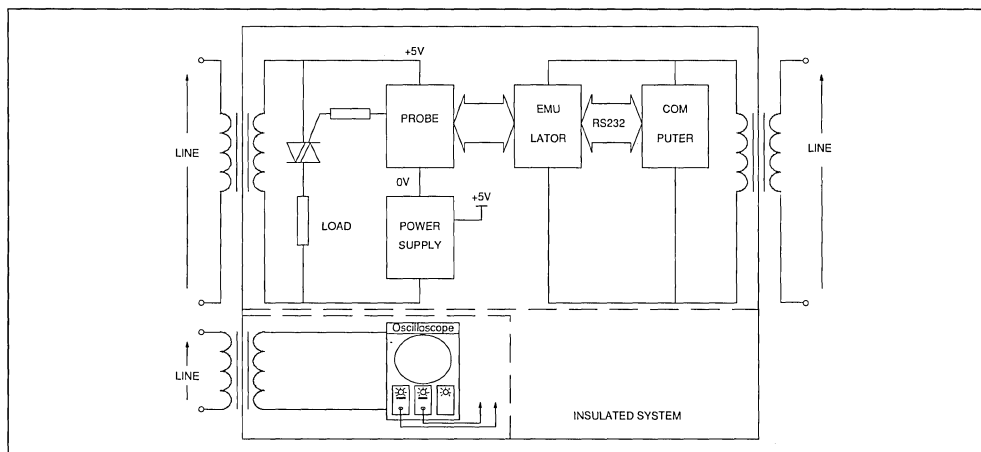 +5V
LINE
PROBE
EMU
LATOR
RS232
COM
PUTER
LINE
0V
+5V
LOAD
POWER
SUPPLY
Oscilloscope
LINE
INSULATED SYSTEM